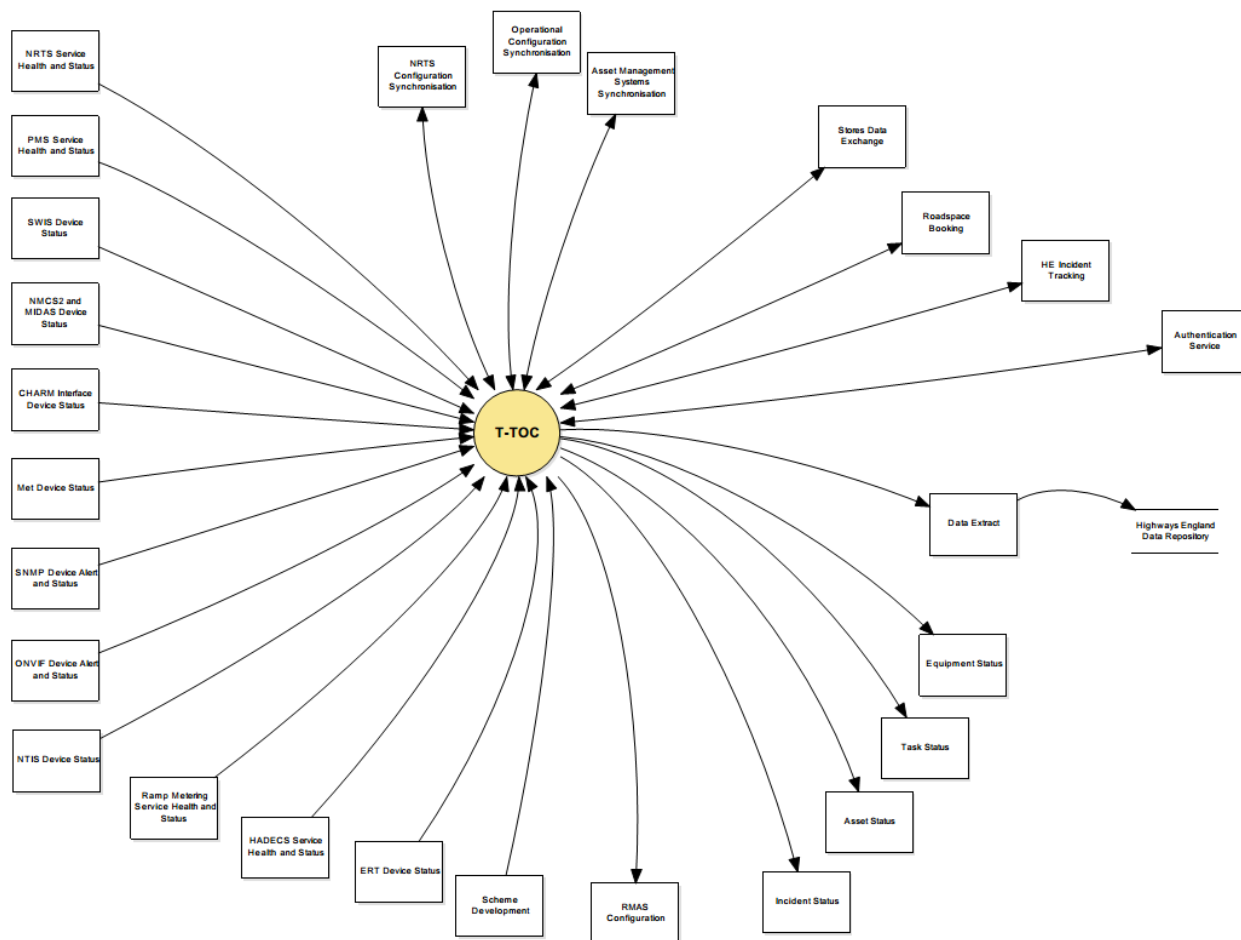 NRTS Service
Health and Status
NRTS
Configuration
Synchronisation
Operational
Configuration
Synchronisation
Asset Management
Systems
Synchronisation
PMS Service
Health and Status
Stores Data
Exchange
SWIS Device
Status
Roadspace
Booking
HE Incident
Tracking
NMCS2 and
MIDAS Device
Status
Authentication
Service
CHARM Interface
Device Status
T-TOC
Met Device Status
Data Extract
Highways England
Data Repository
SNMP Device Alert
and Status
ONVIF Device Alert
and Status
Equipment Status
NTIS Device Status
Task Status
Ramp Metering
Service Health and
Status
Asset Status
HADECS Service
Health and Status
ERT Device Status
Scheme
Development
RMAS
Configuration
Incident Status